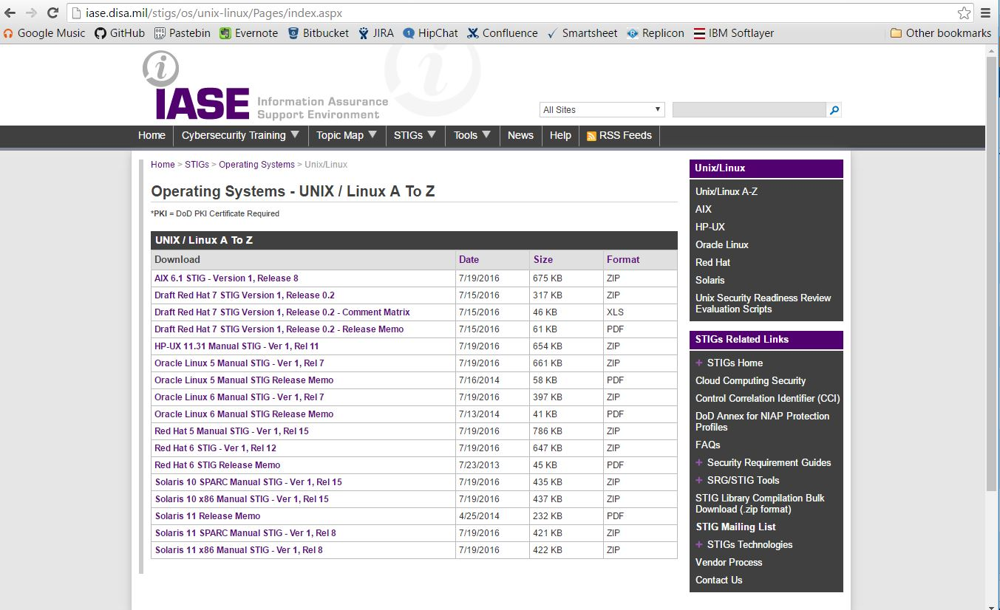 iase.disa.mil/stigs/os/unix-linux/Pages/index.aspx
Google Music GitHub Pastebin Evernote Bitbucket JIRA HipChat Confluence Smartsheet Replicon IBM Softlayer Other bookmarks
IASE Information Assurance
Support Environment
All Sites
Home Cybersecurity Training Topic Map STIGs Tools News Help RSS Feeds
Home > STIGs > Operating Systems > Unix/Linux
Operating Systems - UNIX / Linux A To Z
*PKI = DoD PKI Certificate Required
UNIX / Linux A To Z
Download Date Size Format
AIX 6.1 STIG - Version 1, Release 8 7/19/2016 675 KB ZIP
Draft Red Hat 7 STIG Version 1, Release 0.2 7/15/2016 317 KB ZIP
Draft Red Hat 7 STIG Version 1, Release 0.2 - Comment Matrix 7/15/2016 46 KB XLS
Draft Red Hat 7 STIG Version 1, Release 0.2 - Release Memo 7/15/2016 61 KB PDF
HP-UX 11.31 Manual STIG - Ver 1, Rel 11 7/19/2016 654 KB ZIP
Oracle Linux 5 Manual STIG - Ver 1, Rel 7 7/19/2016 661 KB ZIP
Oracle Linux 5 Manual STIG Release Memo 7/16/2014 58 KB PDF
Oracle Linux 6 Manual STIG - Ver 1, Rel 7 7/19/2016 397 KB ZIP
Oracle Linux 6 Manual STIG Release Memo 7/13/2014 41 KB PDF
Red Hat 5 Manual STIG - Ver 1, Rel 15 7/19/2016 786 KB ZIP
Red Hat 6 STIG - Ver 1, Rel 12 7/19/2016 647 KB ZIP
Red Hat 6 STIG Release Memo 7/23/2013 45 KB PDF
Solaris 10 SPARC Manual STIG - Ver 1, Rel 15 7/19/2016 435 KB ZIP
Solaris 10 x86 Manual STIG - Ver 1, Rel 15 7/19/2016 437 KB ZIP
Solaris 11 Release Memo 4/25/2014 232 KB PDF
Solaris 11 SPARC Manual STIG - Ver 1, Rel 8 7/19/2016 421 KB ZIP
Solaris 11 x86 Manual STIG - Ver 1, Rel 8 7/19/2016 422 KB ZIP
Unix/Linux
Unix/Linux A-Z
AIX
HP-UX
Oracle Linux
Red Hat
Solaris
Unix Security Readiness Review
Evaluation Scripts
STIGs Related Links
+ STIGs Home
Cloud Computing Security
Control Correlation Identifier (CCI)
DoD Annex for NIAP Protection
Profiles
FAQs
+ Security Requirement Guides
+ SRG/STIG Tools
STIG Library Compilation Bulk
Download (.zip format)
STIG Mailing List
+ STIGs Technologies
Vendor Process
Contact Us